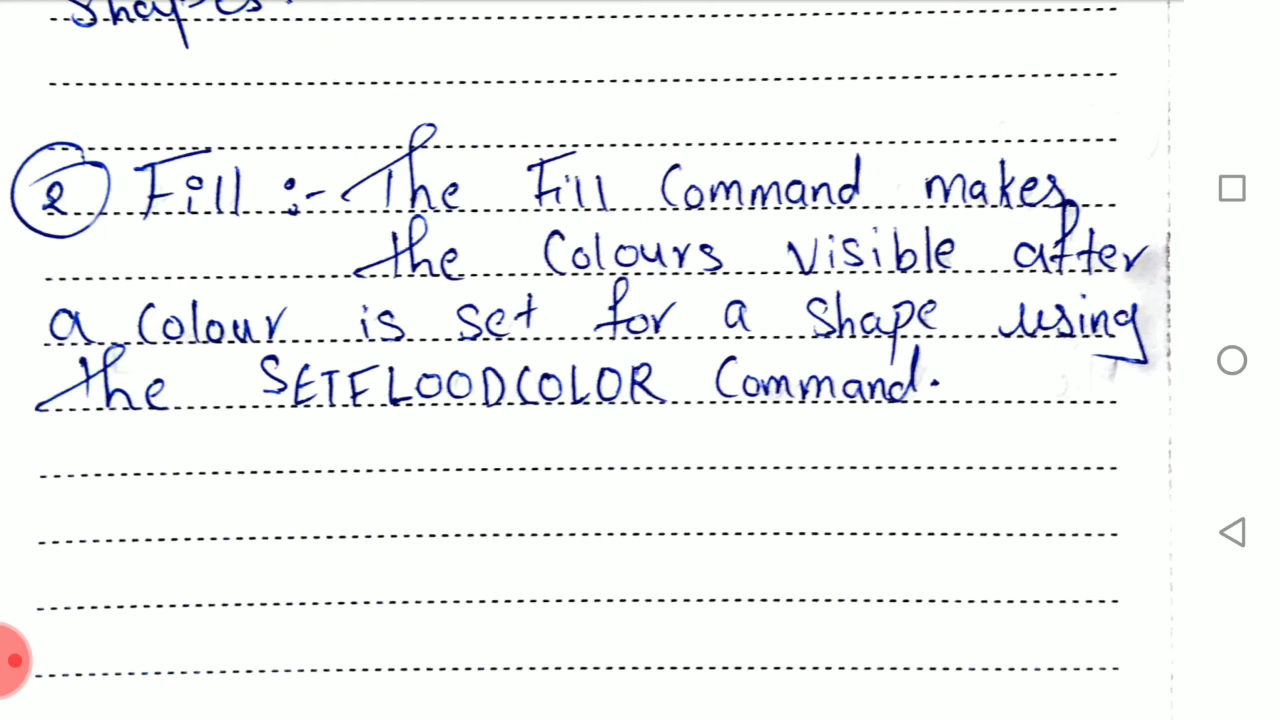 Shapes.
② Fill :- The Fill Command makes
the Colours visible after
a colour is set for a shape using
the SETFLOODCOLOR Command.